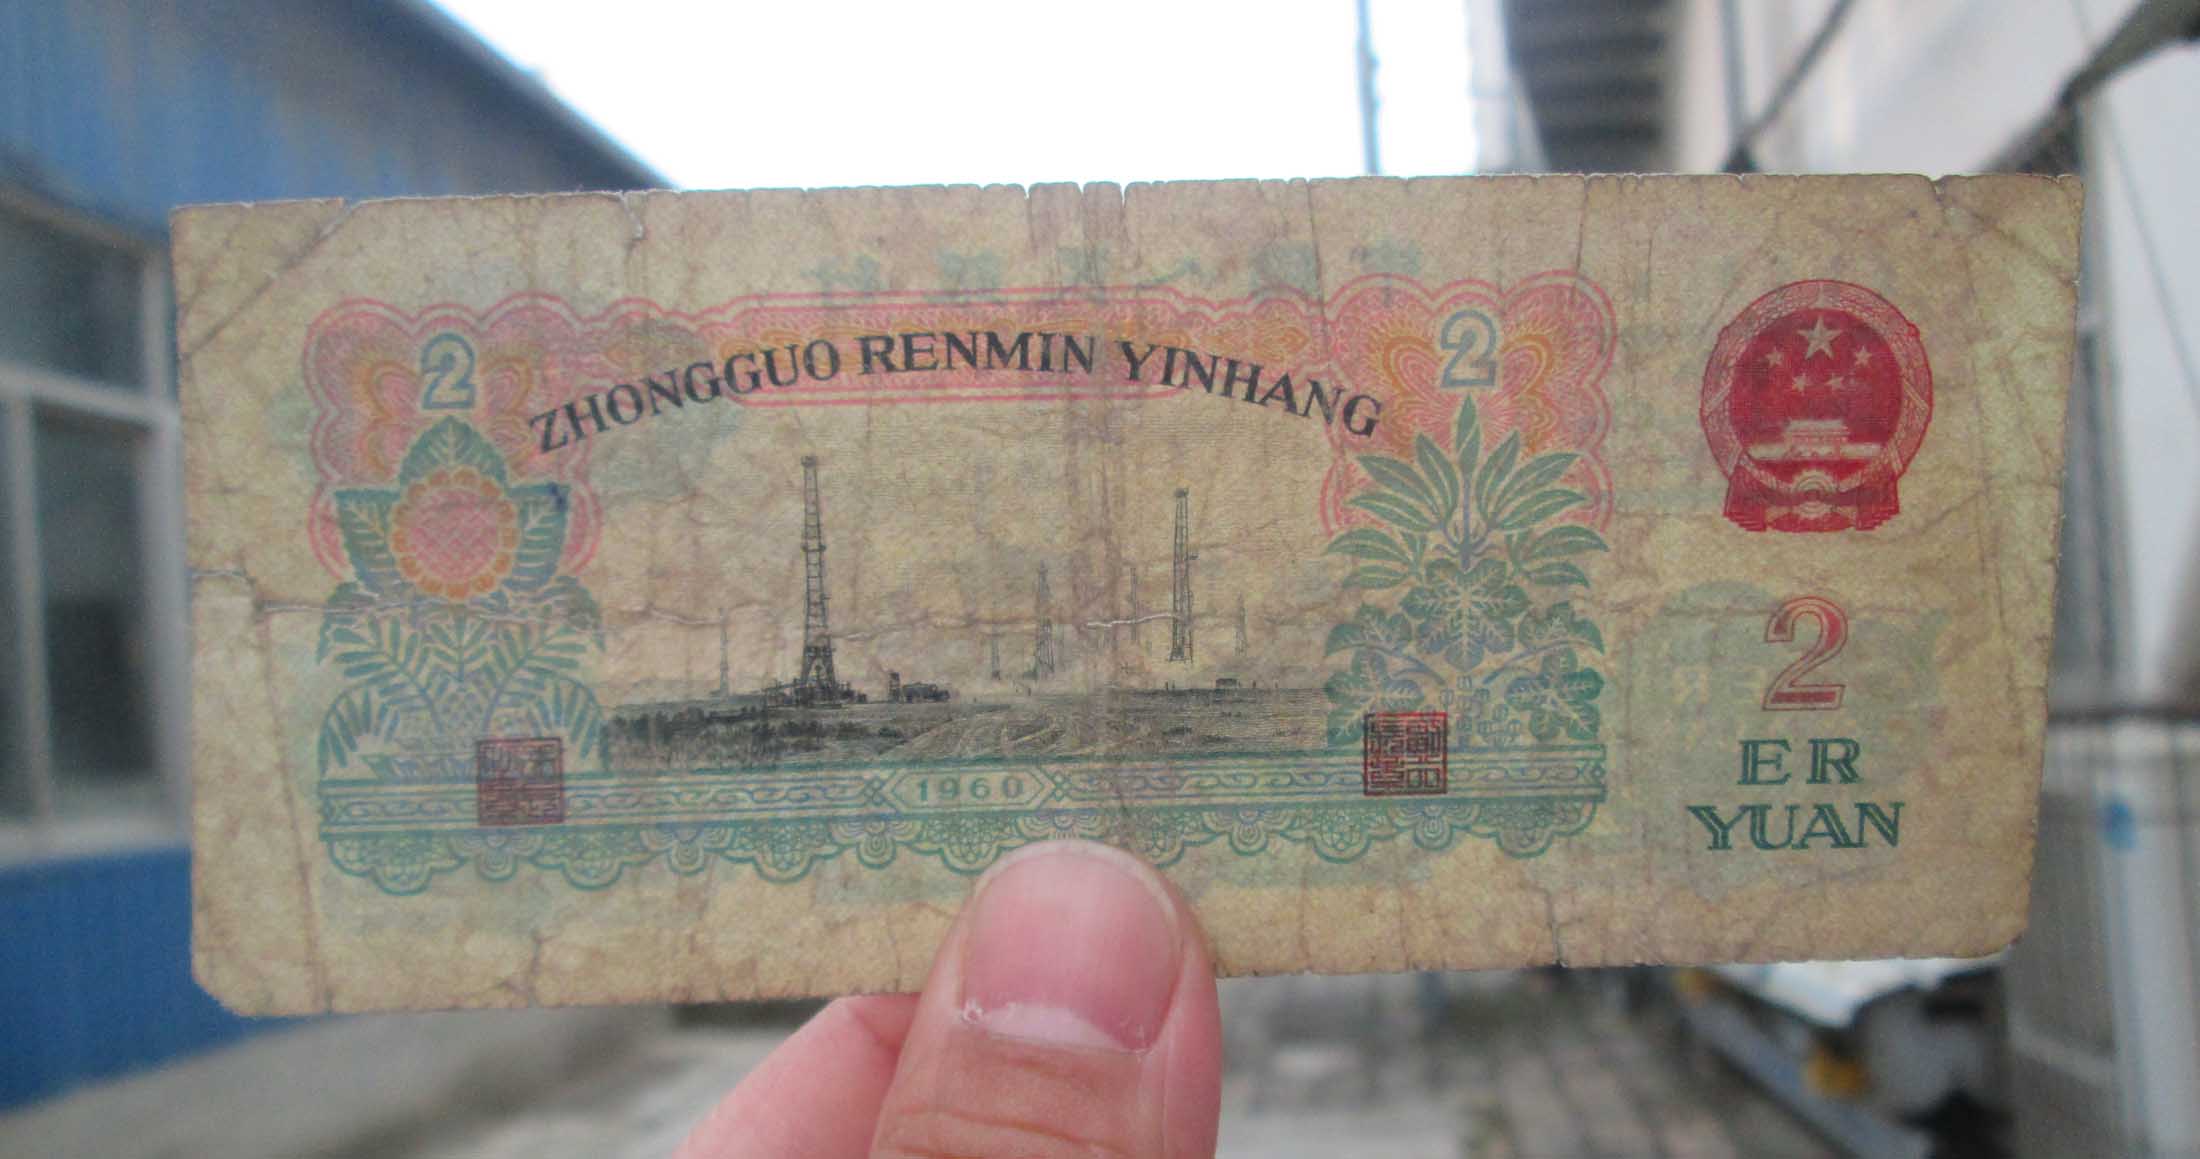 ZHONGGUO RENMIN YINHANG
2
2
1960
2
ER
YUAN